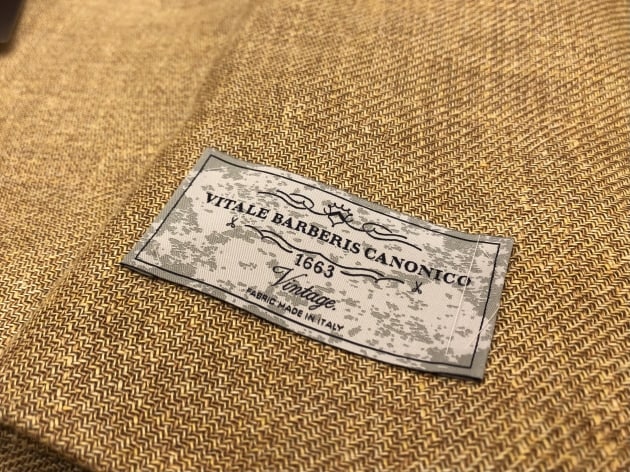 VITALE BARBERIS CANONICO
1663
Vintage.
FABRIC MADE IN ITALY